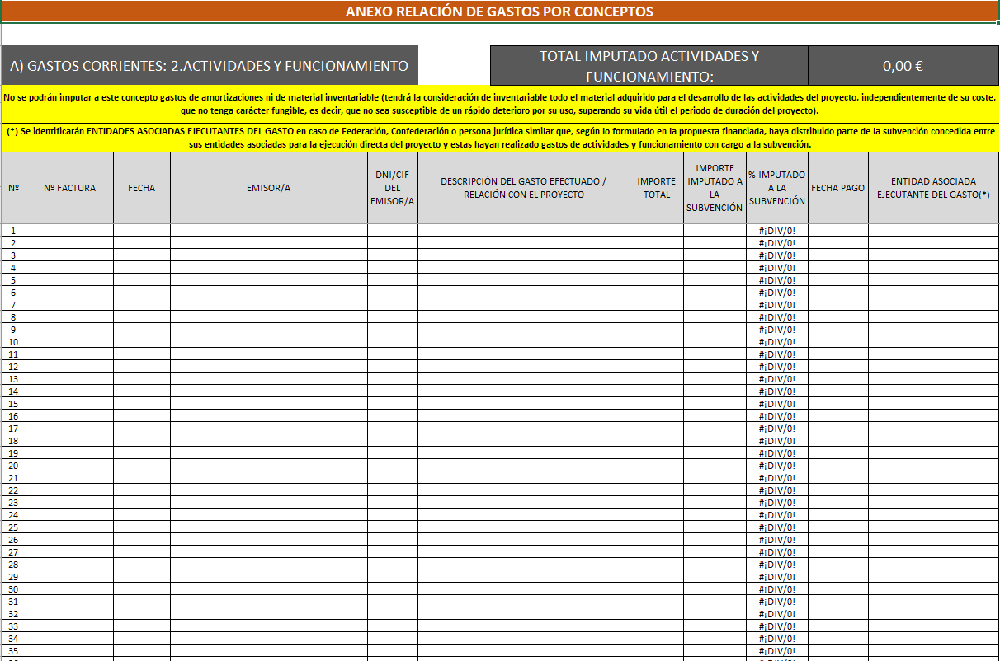 ANEXO RELACIÓN DE GASTOS POR CONCEPTOS
A) GASTOS CORRIENTES: 2.ACTIVIDADES Y FUNCIONAMIENTO
TOTAL IMPUTADO ACTIVIDADES Y
FUNCIONAMIENTO:
0,00 €
No se podrán imputar a este concepto gastos de amortizaciones ni de material inventariable (tendrá la consideración de inventariable todo el material adquirido para el desarrollo de las actividades del proyecto, independientemente de su coste,
que no tenga carácter fungible, es decir, que no sea susceptible de un rápido deterioro por su uso, superando su vida útil el periodo de duración del proyecto).
(*) Se identificarán ENTIDADES ASOCIADAS EJECUTANTES DEL GASTO en caso de Federación, Confederación o persona jurídica similar que, según lo formulado en la propuesta financiada, haya distribuido parte de la subvención concedida entre
sus entidades asociadas para la ejecución directa del proyecto y estas hayan realizado gastos de actividades y funcionamiento con cargo a la subvención.
Nº
Nº FACTURA
FECHA
EMISOR/A
DNI/CIF
DEL
EMISOR/A
DESCRIPCIÓN DEL GASTO EFECTUADO /
RELACIÓN CON EL PROYECTO
IMPORTE
TOTAL
IMPORTE
IMPUTADO A
LA
SUBVENCIÓN
% IMPUTADO
A LA
SUBVENCIÓN
FECHA PAGO
ENTIDAD ASOCIADA
EJECUTANTE DEL GASTO(*)
1 #¡DIV/0!
2 #¡DIV/0!
3 #¡DIV/0!
4 #¡DIV/0!
5 #¡DIV/0!
6 #¡DIV/0!
7 #¡DIV/0!
8 #¡DIV/0!
9 #¡DIV/0!
10 #¡DIV/0!
11 #¡DIV/0!
12 #¡DIV/0!
13 #¡DIV/0!
14 #¡DIV/0!
15 #¡DIV/0!
16 #¡DIV/0!
17 #¡DIV/0!
18 #¡DIV/0!
19 #¡DIV/0!
20 #¡DIV/0!
21 #¡DIV/0!
22 #¡DIV/0!
23 #¡DIV/0!
24 #¡DIV/0!
25 #¡DIV/0!
26 #¡DIV/0!
27 #¡DIV/0!
28 #¡DIV/0!
29 #¡DIV/0!
30 #¡DIV/0!
31 #¡DIV/0!
32 #¡DIV/0!
33 #¡DIV/0!
34 #¡DIV/0!
35 #¡DIV/0!